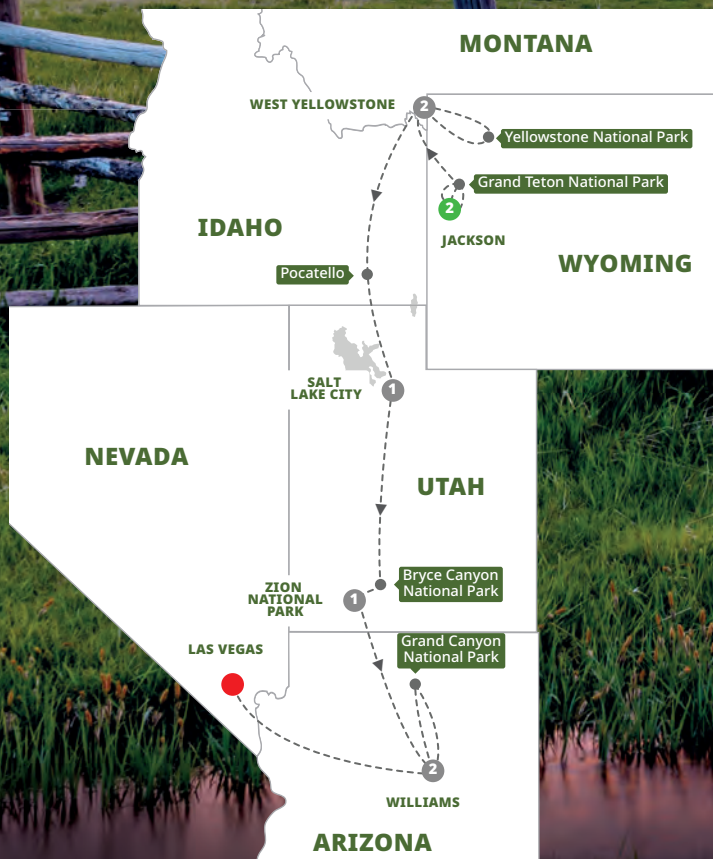 MONTANA
WEST YELLOWSTONE
2
Yellowstone National Park
Grand Teton National Park
2
JACKSON
IDAHO
WYOMING
Pocatello
SALT
LAKE CITY
1
NEVADA
UTAH
Bryce Canyon
National Park
ZION
NATIONAL
PARK
1
Grand Canyon
National Park
LAS VEGAS
2
WILLIAMS
ARIZONA